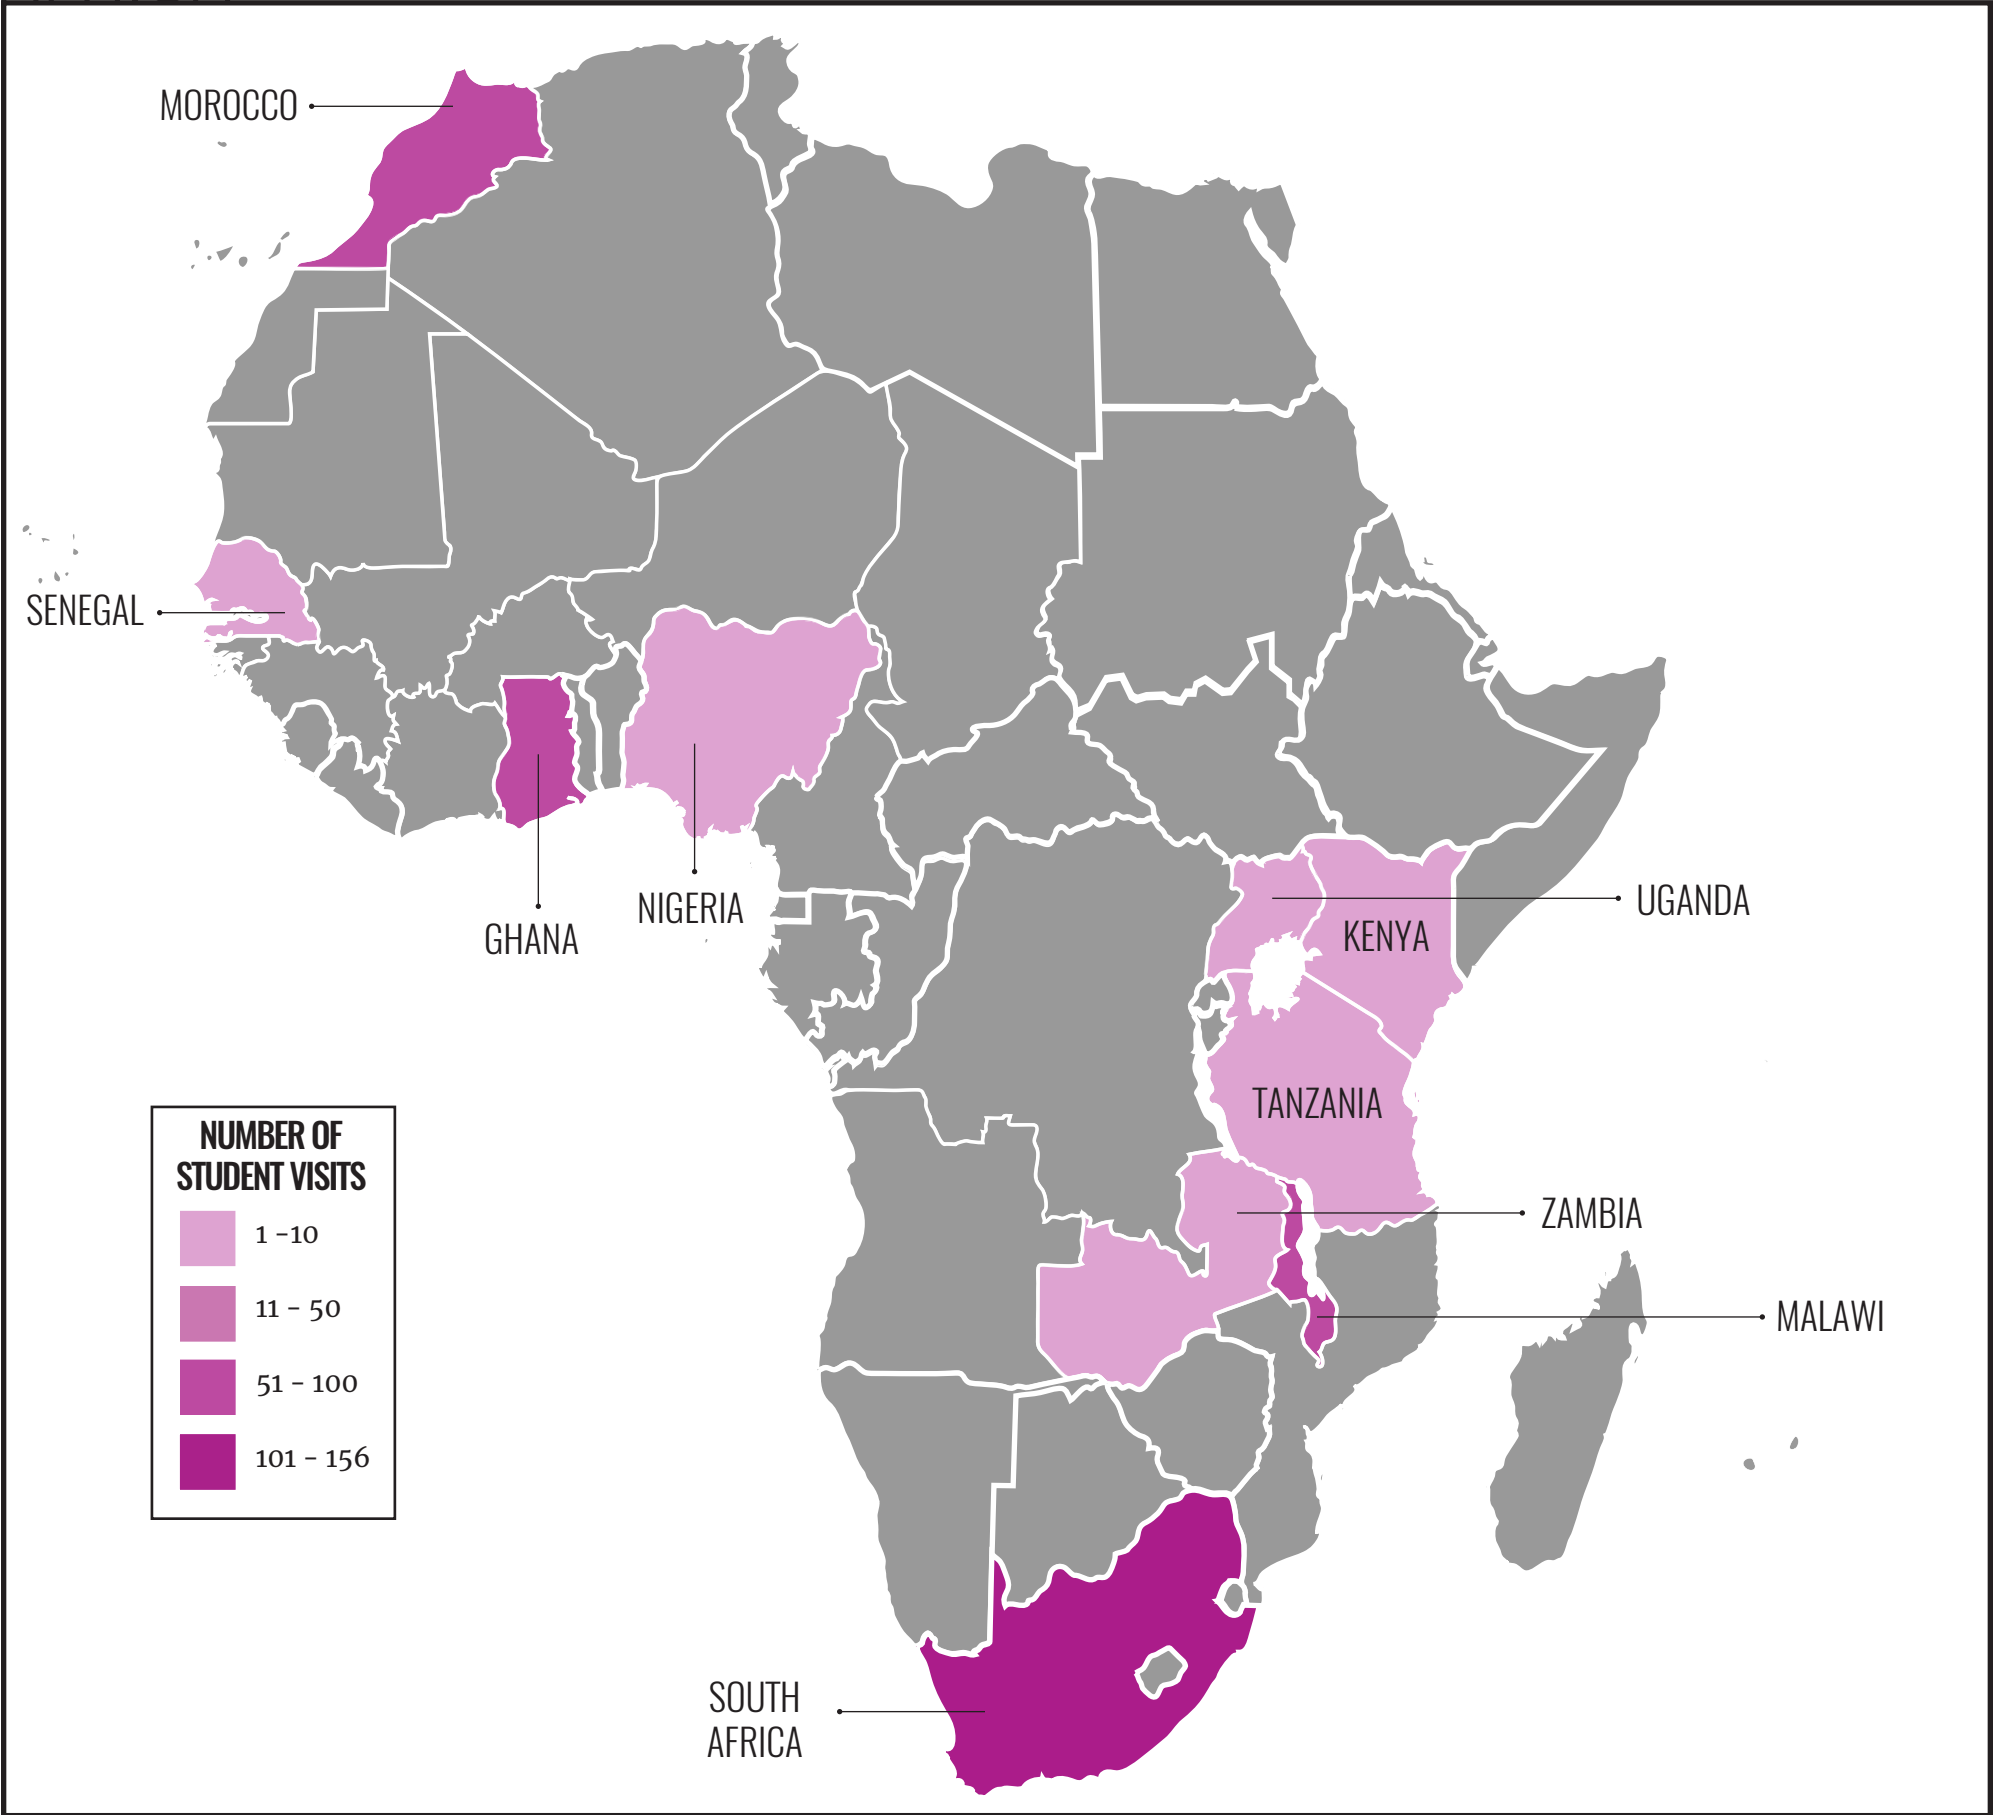 MOROCCO
SENEGAL
GHANA
NIGERIA
UGANDA
KENYA
TANZANIA
ZAMBIA
MALAWI
NUMBER OF
STUDENT VISITS
1 –10
11 – 50
51 – 100
101 – 156
SOUTH
AFRICA